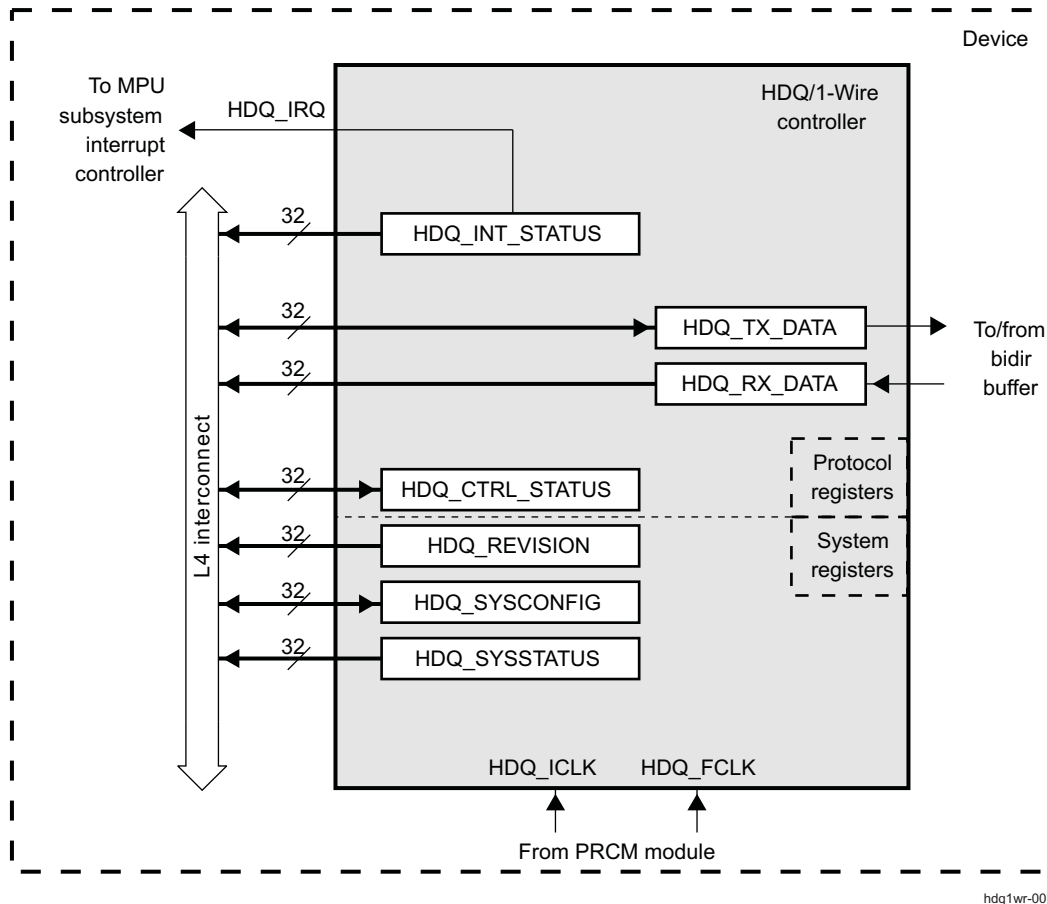 Device
To MPU
subsystem
interrupt
controller
HDQ_IRQ
HDQ/1-Wire
controller
32
HDQ_INT_STATUS
32
HDQ_TX_DATA
To/from
bidir
buffer
32
HDQ_RX_DATA
L4 interconnect
Protocol
registers
32
HDQ_CTRL_STATUS
32
HDQ_REVISION
System
registers
32
HDQ_SYSCONFIG
32
HDQ_SYSSTATUS
HDQ_ICLK
HDQ_FCLK
From PRCM module
hdq1wr-00